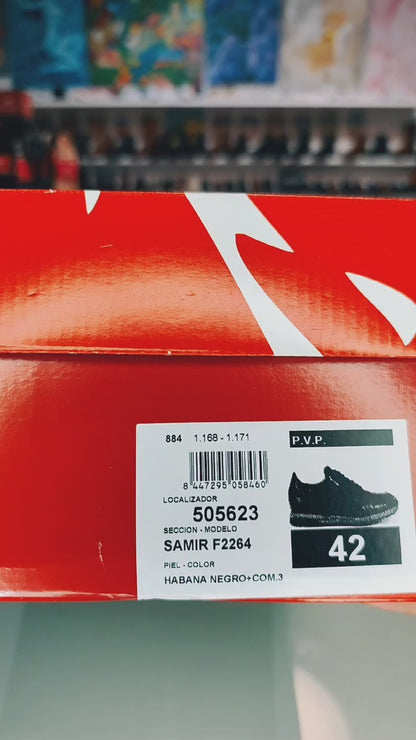 884 1.168 - 1.171
P.V.P.
8 447295 058460
LOCALIZADOR
505623
SECCION - MODELO
SAMIR F2264
42
PIEL - COLOR
HABANA NEGRO+COM.3